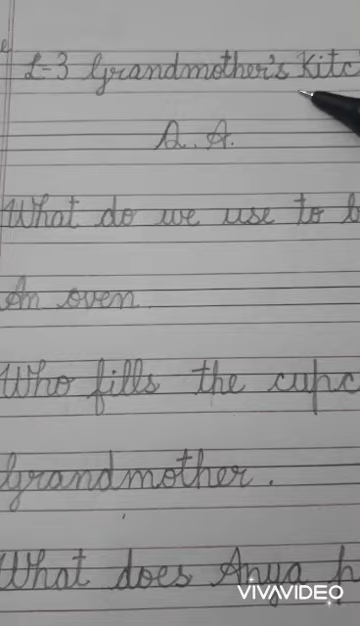 L-3 Grandmother's Kitc
Q. A.
What do we use to b
An oven
Who fills the cupc
Grandmother.
What does Anya p
VIVAVIDEO